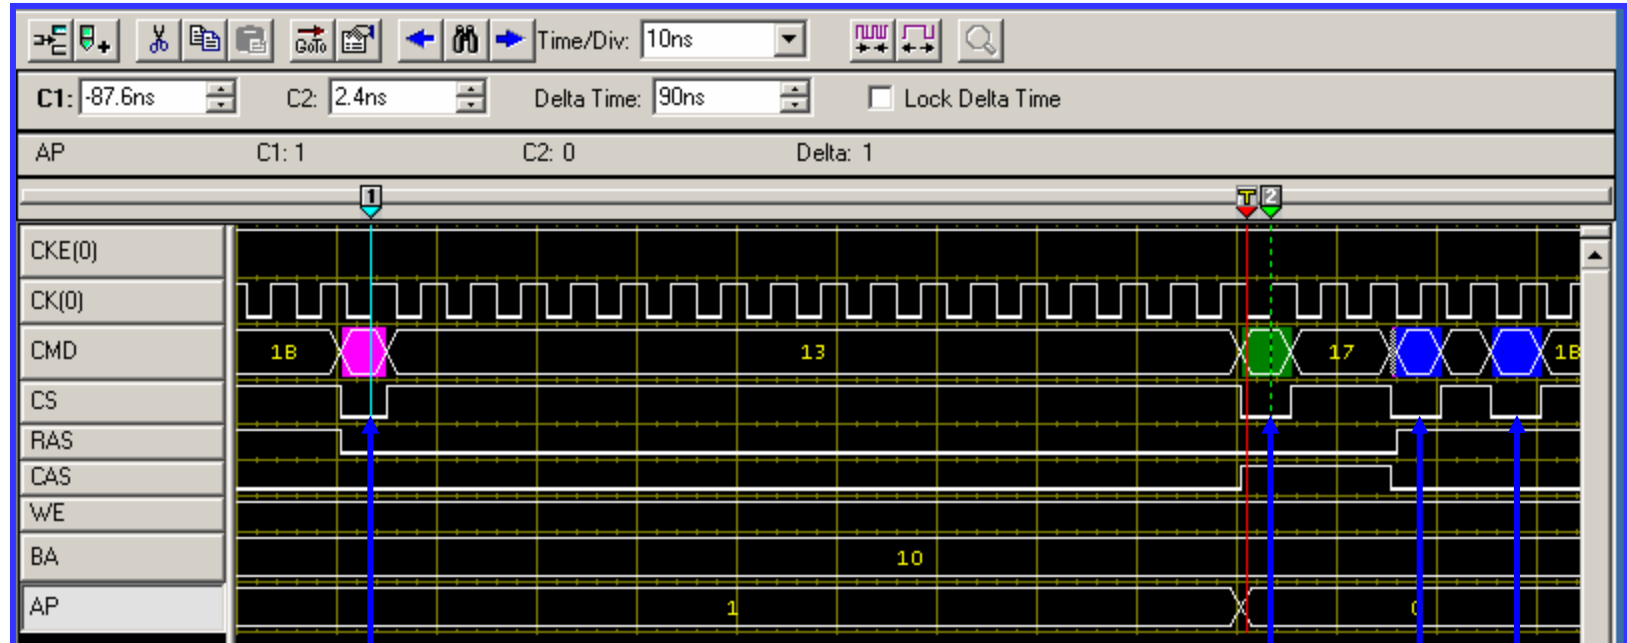 GoTo Time/Div: 10ns
C1: -87.6ns C2: 2.4ns Delta Time: 90ns Lock Delta Time
AP C1: 1 C2: 0 Delta: 1
1 T 2
CKE(0)
CK(0)
CMD 1B 13 17 1B
CS
RAS
CAS
WE
BA 10
AP 1 0